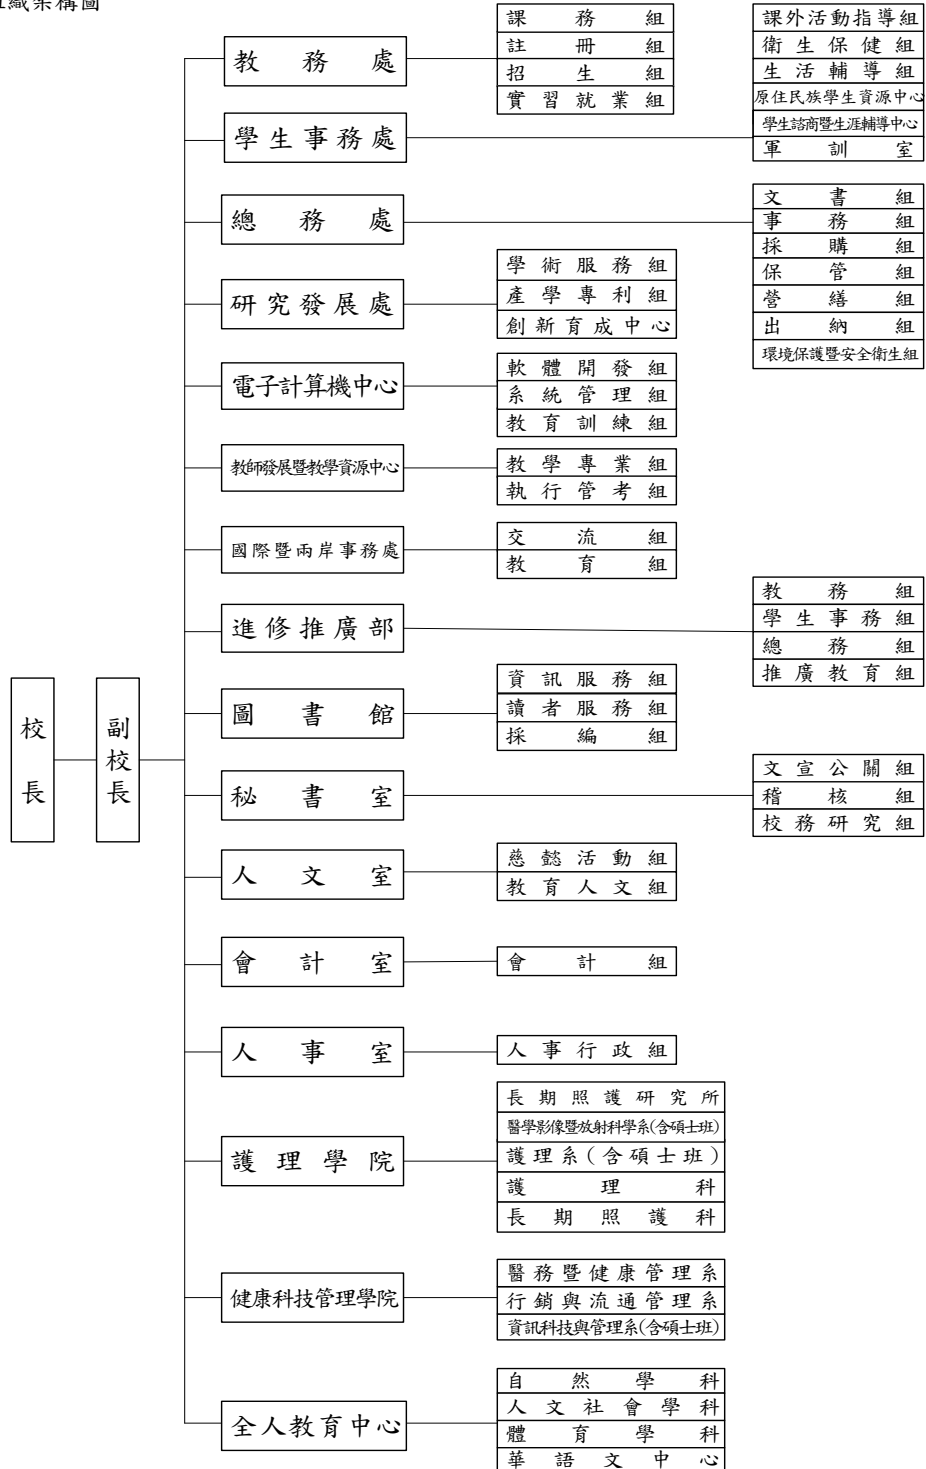 組織架構圖
校長
副校長
教務處
課務組
註冊組
招生組
實習就業組
學生事務處
課外活動指導組
衛生保健組
生活輔導組
原住民族學生資源中心
學生諮商暨生涯輔導中心
軍訓室
總務處
文書組
事務組
採購組
保管組
營繕組
出納組
環境保護暨安全衛生組
研究發展處
學術服務組
產學專利組
創新育成中心
電子計算機中心
軟體開發組
系統管理組
教育訓練組
教師發展暨教學資源中心
教學專業組
執行管考組
國際暨兩岸事務處
交流組
教育組
進修推廣部
教務組
學生事務組
總務組
推廣教育組
圖書館
資訊服務組
讀者服務組
採編組
秘書室
文宣公關組
稽核組
校務研究組
人文室
慈懿活動組
教育人文組
會計室
會計組
人事室
人事行政組
護理學院
長期照護研究所
醫學影像暨放射科學系(含碩士班)
護理系(含碩士班)
護理科
長期照護科
健康科技管理學院
醫務暨健康管理系
行銷與流通管理系
資訊科技與管理系(含碩士班)
全人教育中心
自然學科
人文社會學科
體育學科
華語文中心